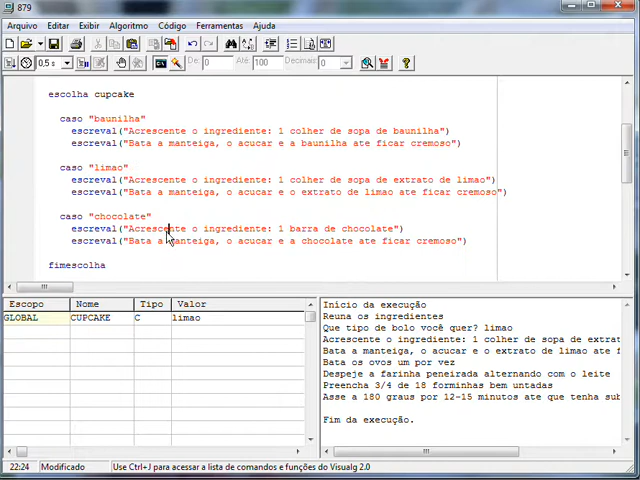 879
Arquivo Editar Exibir Algoritmo Código Ferramentas Ajuda
0,5 s De: 0 Até: 100 Decimais: 0
escolha cupcake
caso "baunilha"
escreval("Acrescente o ingrediente: 1 colher de sopa de baunilha")
escreval("Bata a manteiga, o acucar e a baunilha ate ficar cremoso")
caso "limao"
escreval("Acrescente o ingrediente: 1 colher de sopa de extrato de limao")
escreval("Bata a manteiga, o acucar e o extrato de limao ate ficar cremoso")
caso "chocolate"
escreval("Acrescente o ingrediente: 1 barra de chocolate")
escreval("Bata a manteiga, o acucar e a chocolate ate ficar cremoso")
fimescolha
Escopo Nome Tipo Valor
GLOBAL CUPCAKE C limao
Início da execução
Reuna os ingredientes
Que tipo de bolo você quer? limao
Acrescente o ingrediente: 1 colher de sopa de extrat
Bata a manteiga, o acucar e o extrato de limao ate f
Bata os ovos um por vez
Despeje a farinha peneirada alternando com o leite
Preencha 3/4 de 18 forminhas bem untadas
Asse a 180 graus por 12-15 minutos ate que tenha sub
Fim da execução.
22:24 Modificado Use Ctrl+J para acessar a lista de comandos e funções do Visualg 2.0